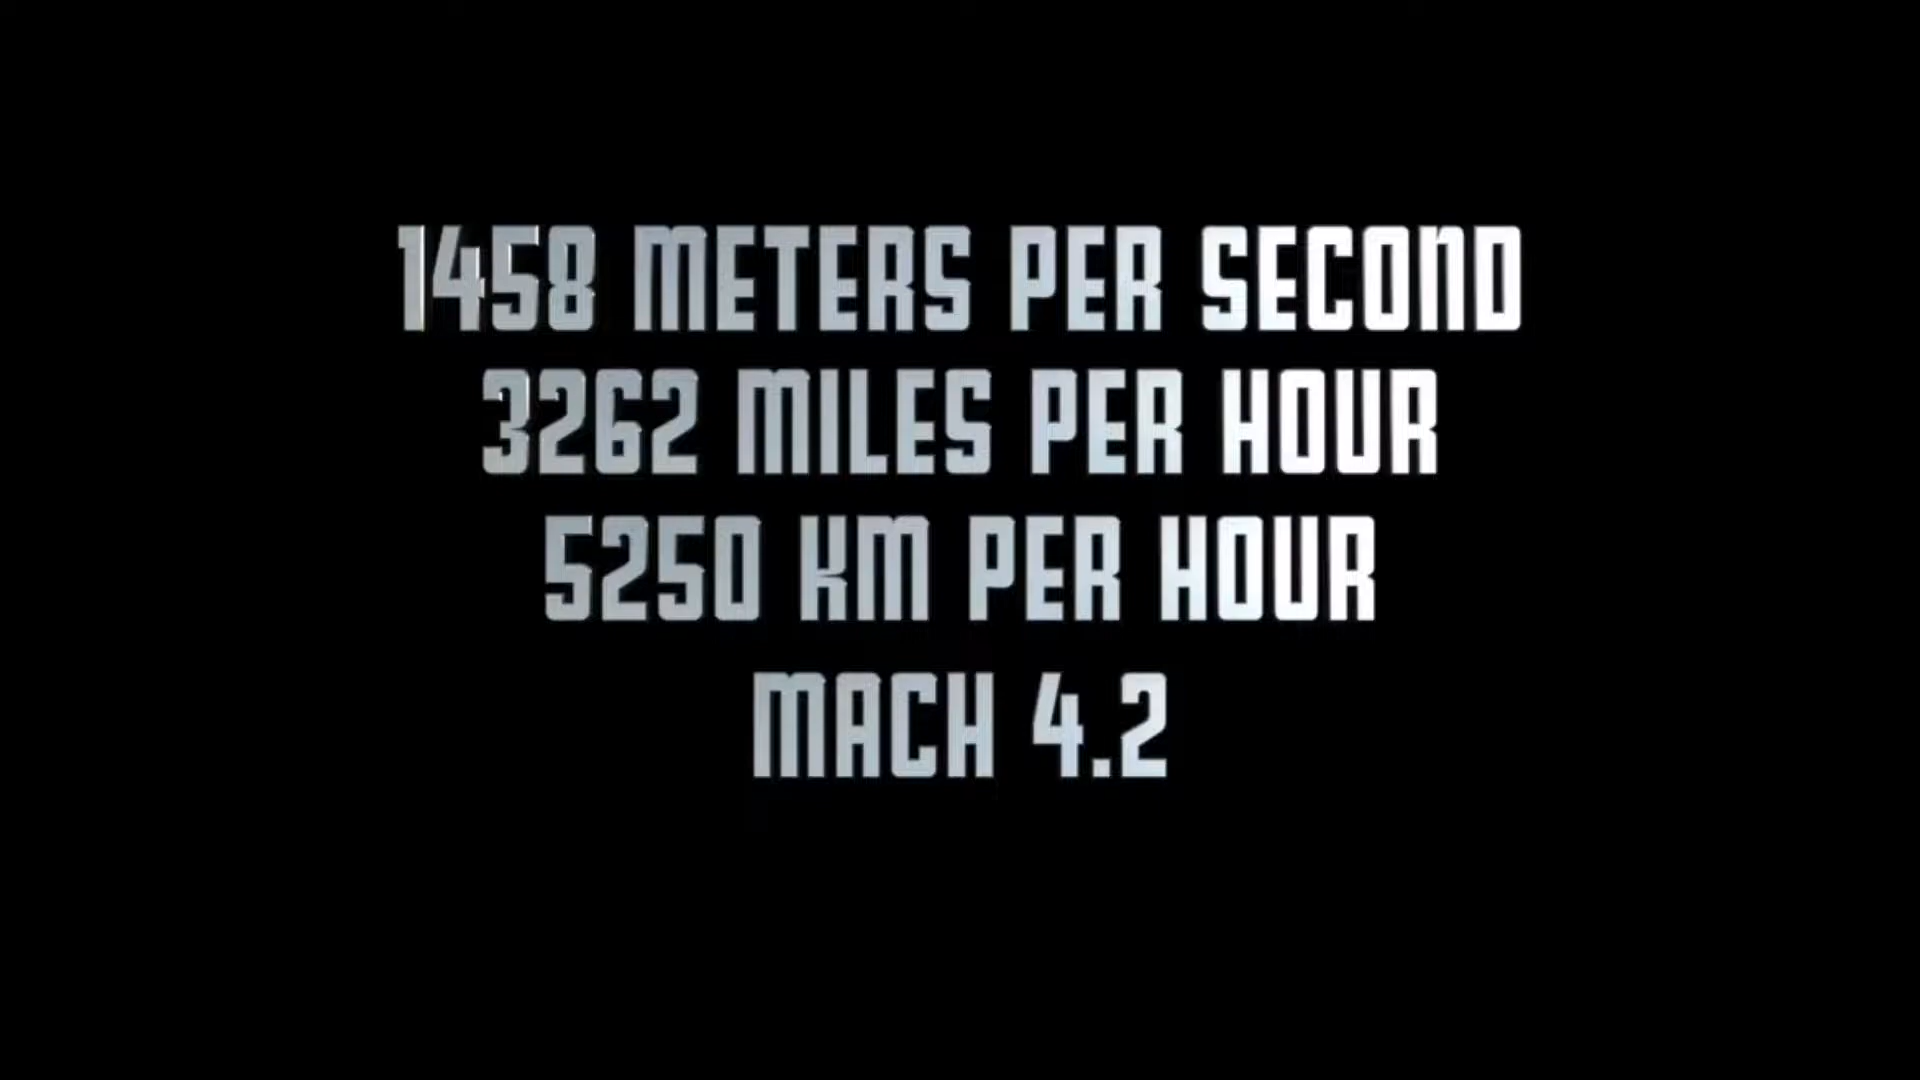 1458 METERS PER SECOND
3262 MILES PER HOUR
5250 KM PER HOUR
MACH 4.2